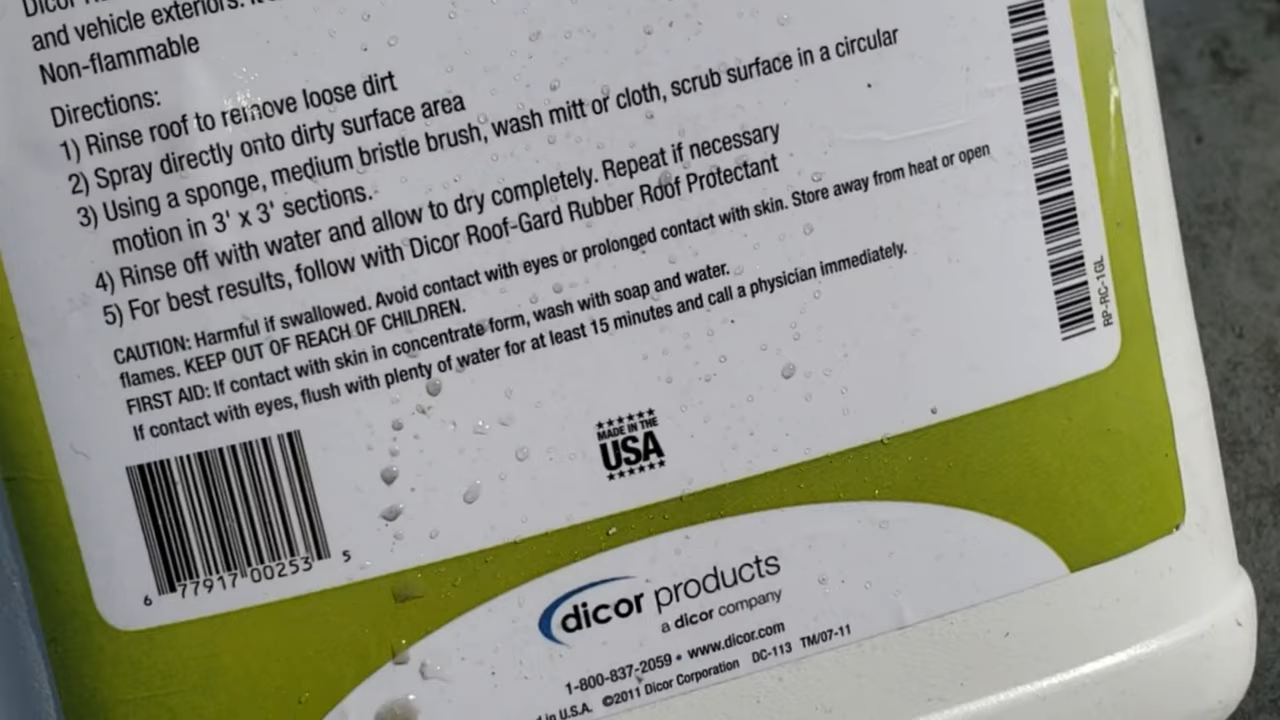 Dicor
and vehicle exteriors.
Non-flammable
Directions:
1) Rinse roof to remove loose dirt
2) Spray directly onto dirty surface area
3) Using a sponge, medium bristle brush, wash mitt or cloth, scrub surface in a circular
motion in 3' x 3' sections.
4) Rinse off with water and allow to dry completely. Repeat if necessary
5) For best results, follow with Dicor Roof-Gard Rubber Roof Protectant
CAUTION: Harmful if swallowed. Avoid contact with eyes or prolonged contact with skin. Store away from heat or open
flames. KEEP OUT OF REACH OF CHILDREN.
FIRST AID: If contact with skin in concentrate form, wash with soap and water.
If contact with eyes, flush with plenty of water for at least 15 minutes and call a physician immediately.
RP-RC-1GL
MADE IN THE
USA
6 77917 00253 5
dicor products
a dicor company
1-800-837-2059 • www.dicor.com
in U.S.A. ©2011 Dicor Corporation DC-113 TM/07-11